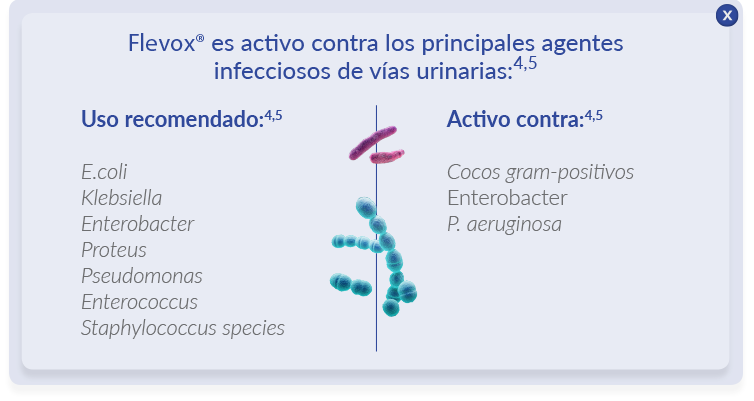 X
Flevox® es activo contra los principales agentes
infecciosos de vías urinarias:4,5
Uso recomendado:4,5
E.coli
Klebsiella
Enterobacter
Proteus
Pseudomonas
Enterococcus
Staphylococcus species
Activo contra:4,5
Cocos gram-positivos
Enterobacter
P. aeruginosa